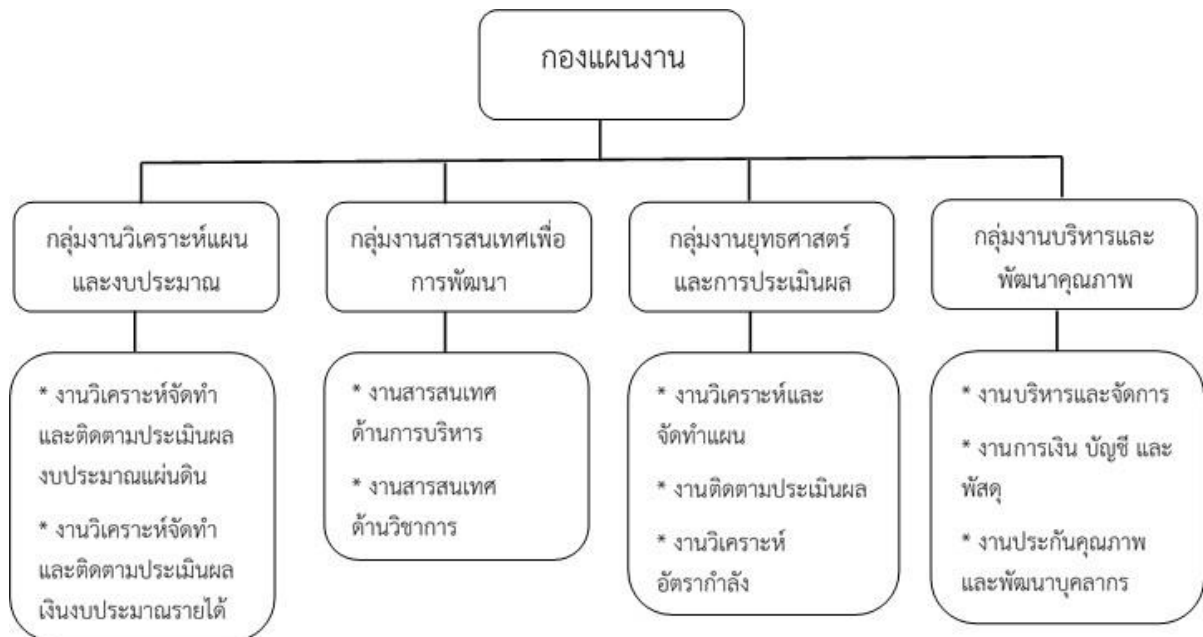 กองแผนงาน
กลุ่มงานวิเคราะห์แผน
และงบประมาณ
กลุ่มงานสารสนเทศเพื่อ
การพัฒนา
กลุ่มงานยุทธศาสตร์
และการประเมินผล
กลุ่มงานบริหารและ
พัฒนาคุณภาพ
* งานวิเคราะห์จัดทำ
และติดตามประเมินผล
งบประมาณแผ่นดิน
* งานวิเคราะห์จัดทำ
และติดตามประเมินผล
เงินงบประมาณรายได้
* งานสารสนเทศ
ด้านการบริหาร
* งานสารสนเทศ
ด้านวิชาการ
* งานวิเคราะห์และ
จัดทำแผน
* งานติดตามประเมินผล
* งานวิเคราะห์
อัตรากำลัง
* งานบริหารและจัดการ
* งานการเงิน บัญชี และ
พัสดุ
* งานประกันคุณภาพ
และพัฒนาบุคลากร